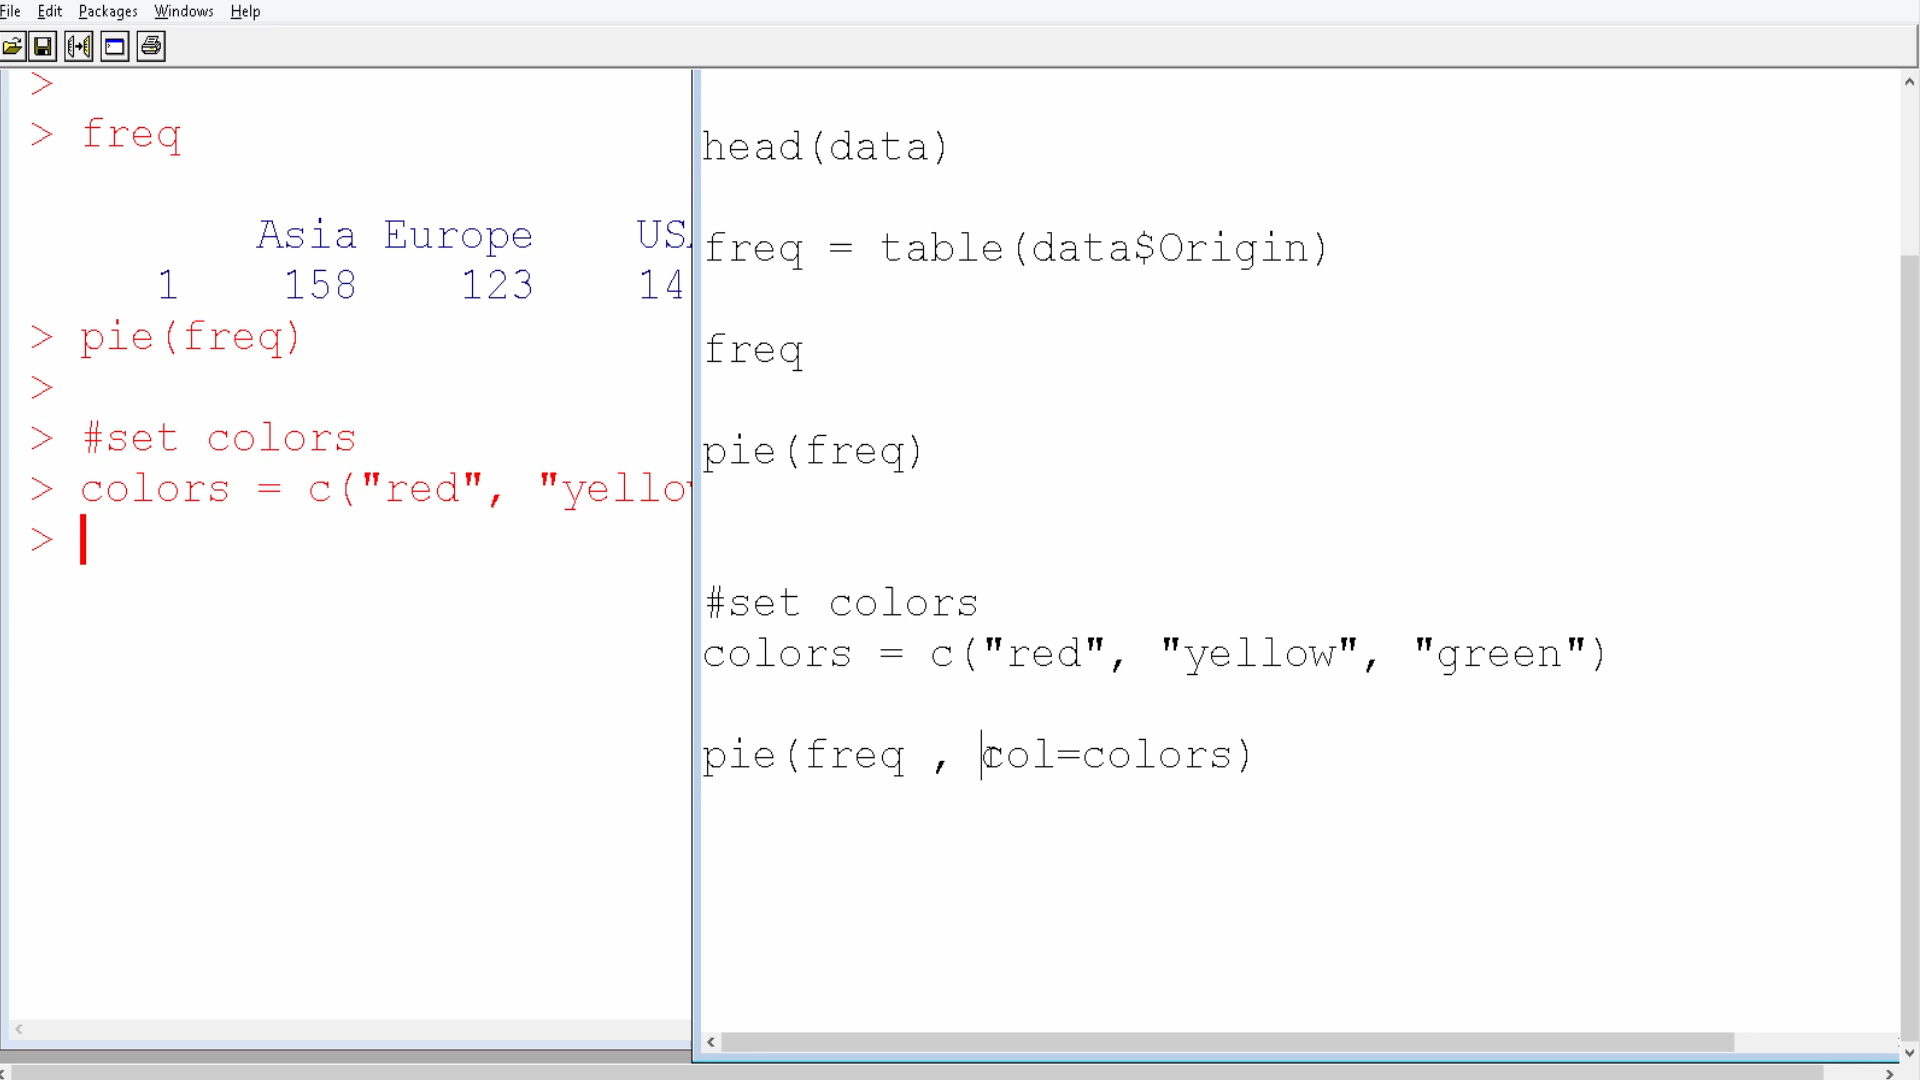 File Edit Packages Windows Help
>
> freq
Asia Europe US
1 158 123 14
> pie(freq)
>
> #set colors
> colors = c("red", "yello
>
head(data)
freq = table(data$Origin)
freq
pie(freq)
#set colors
colors = c("red", "yellow", "green")
pie(freq , col=colors)